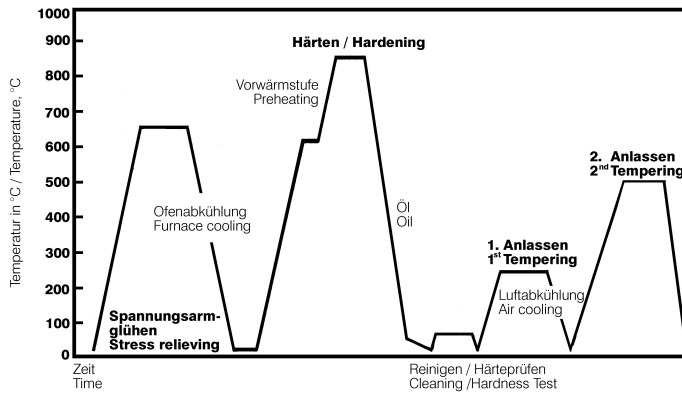 Temperatur in °C / Temperature, °C
1000
900
800
700
600
500
400
300
200
100
0
Härten / Hardening
Vorwärmstufe
Preheating
Ofenabkühlung
Furnace cooling
Spannungsarm-
glühen
Stress relieving
Öl
Oil
1. Anlassen
1st Tempering
Luftabkühlung
Air cooling
2. Anlassen
2nd Tempering
Zeit
Time
Reinigen / Härteprüfen
Cleaning /Hardness Test